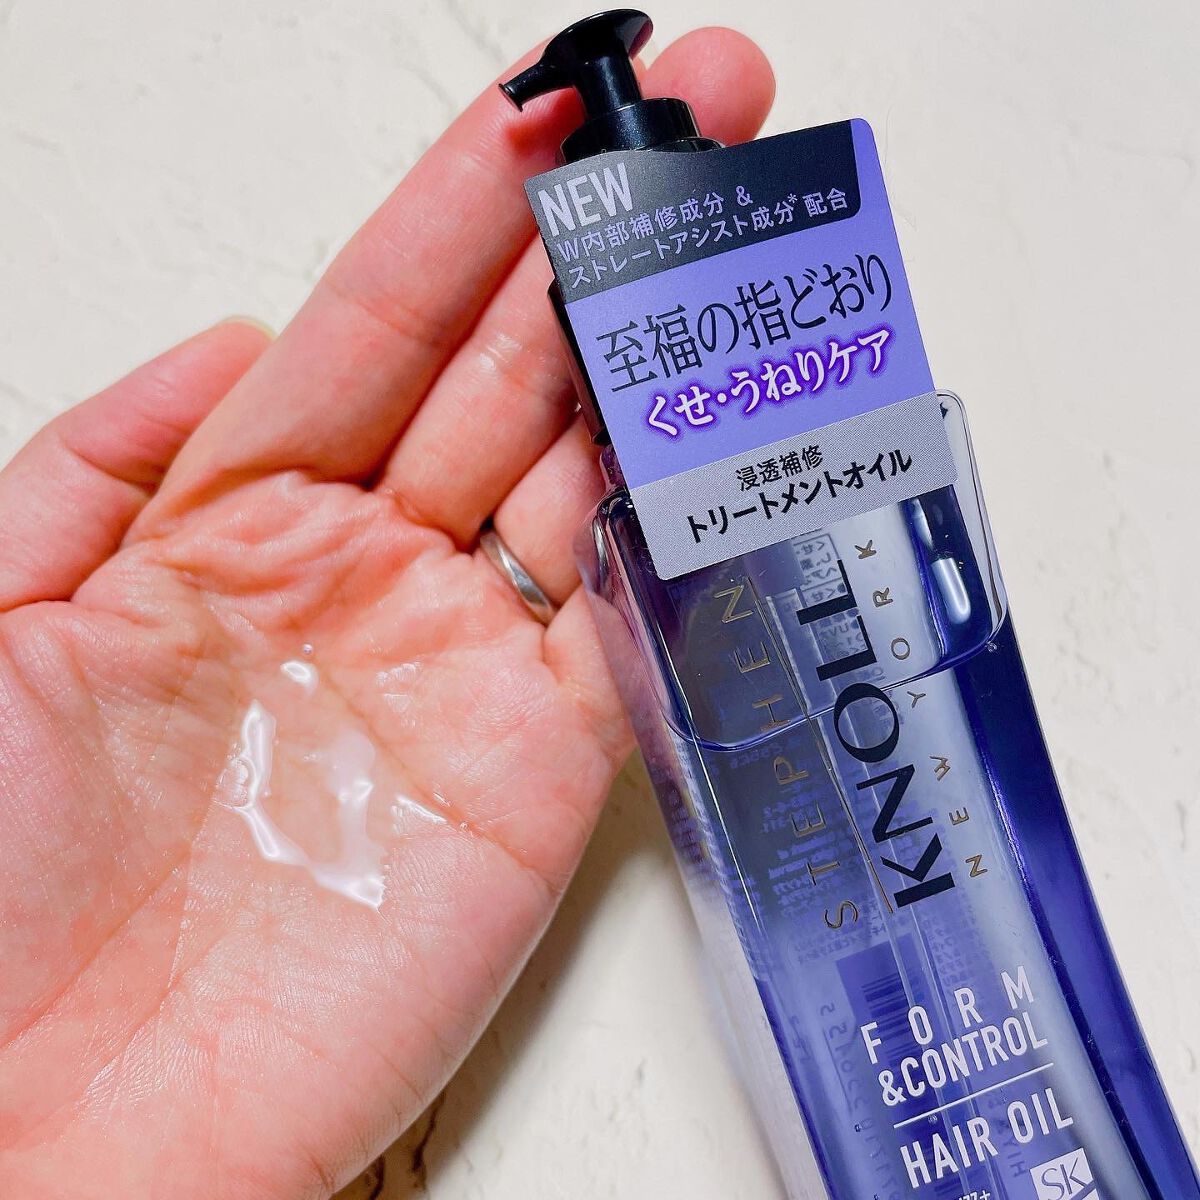 NEW
W内部補修成分 &
ストレートアシスト成分* 配合
至福の指どおり
くせ・うねりケア
浸透補修
トリートメントオイル
STEPHEN
KNOLL
NEW YORK
FORM
&CONTROL
HAIR OIL
SK